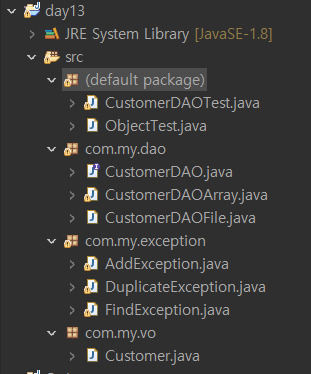 day13
JRE System Library [JavaSE-1.8]
src
(default package)
CustomerDAOTest.java
ObjectTest.java
com.my.dao
CustomerDAO.java
CustomerDAOArray.java
CustomerDAOFile.java
com.my.exception
AddException.java
DuplicateException.java
FindException.java
com.my.vo
Customer.java